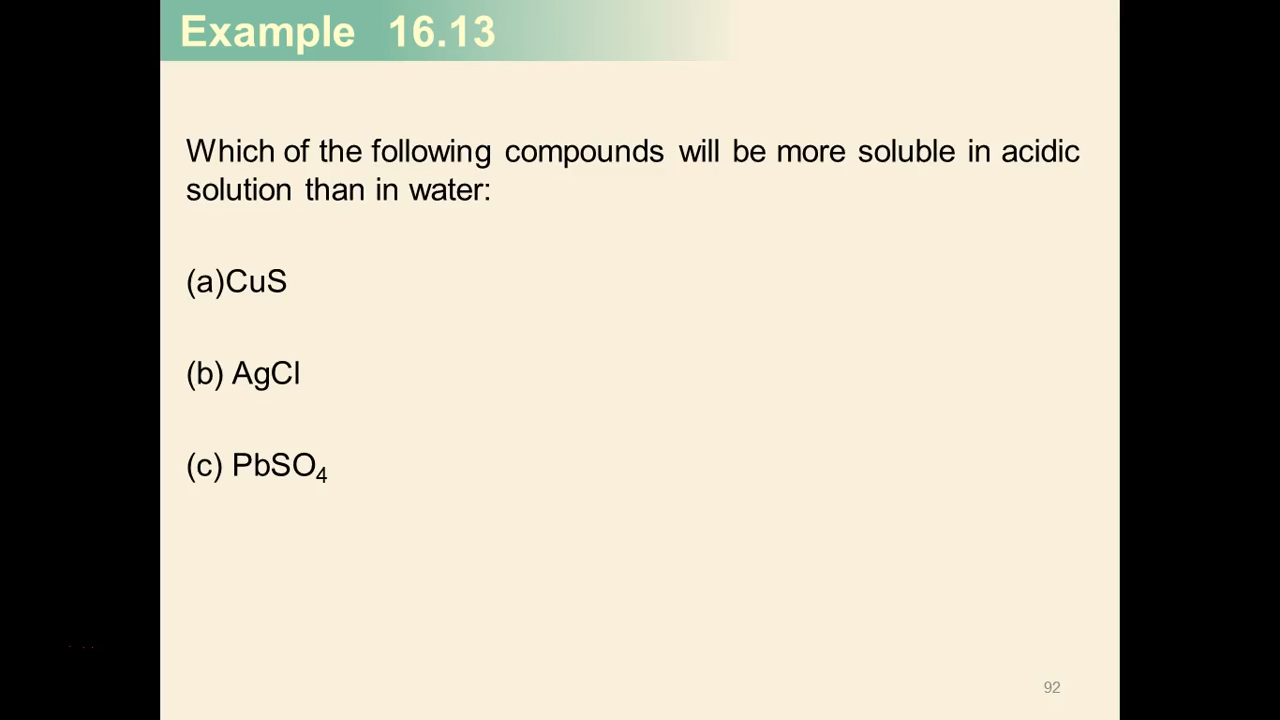 Example 16.13
Which of the following compounds will be more soluble in acidic
solution than in water:
(a)CuS
(b) AgCl
(c) PbSO₄
92